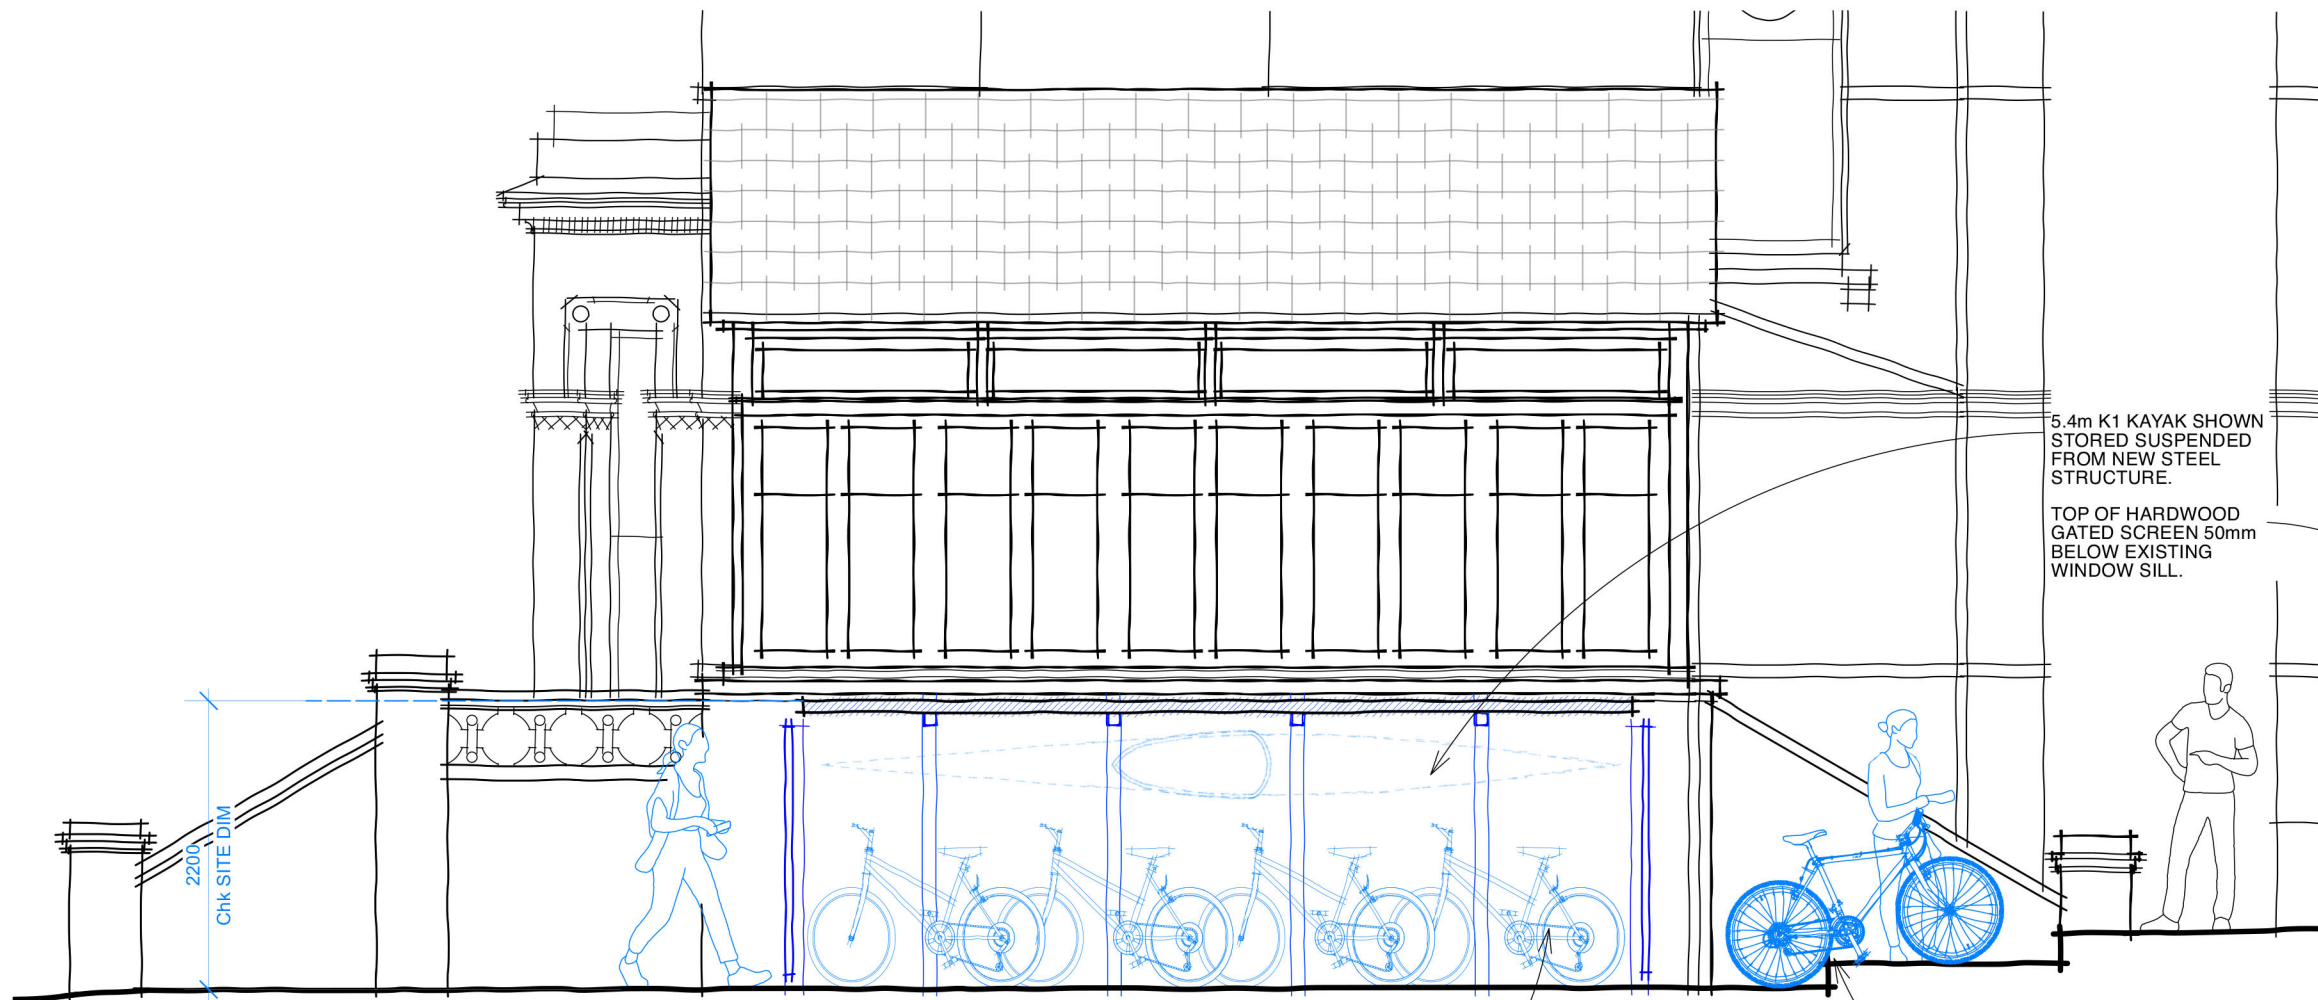 5.4m K1 KAYAK SHOWN
STORED SUSPENDED
FROM NEW STEEL
STRUCTURE.
TOP OF HARDWOOD
GATED SCREEN 50mm
BELOW EXISTING
WINDOW SILL.
2200
Chk SITE DIM